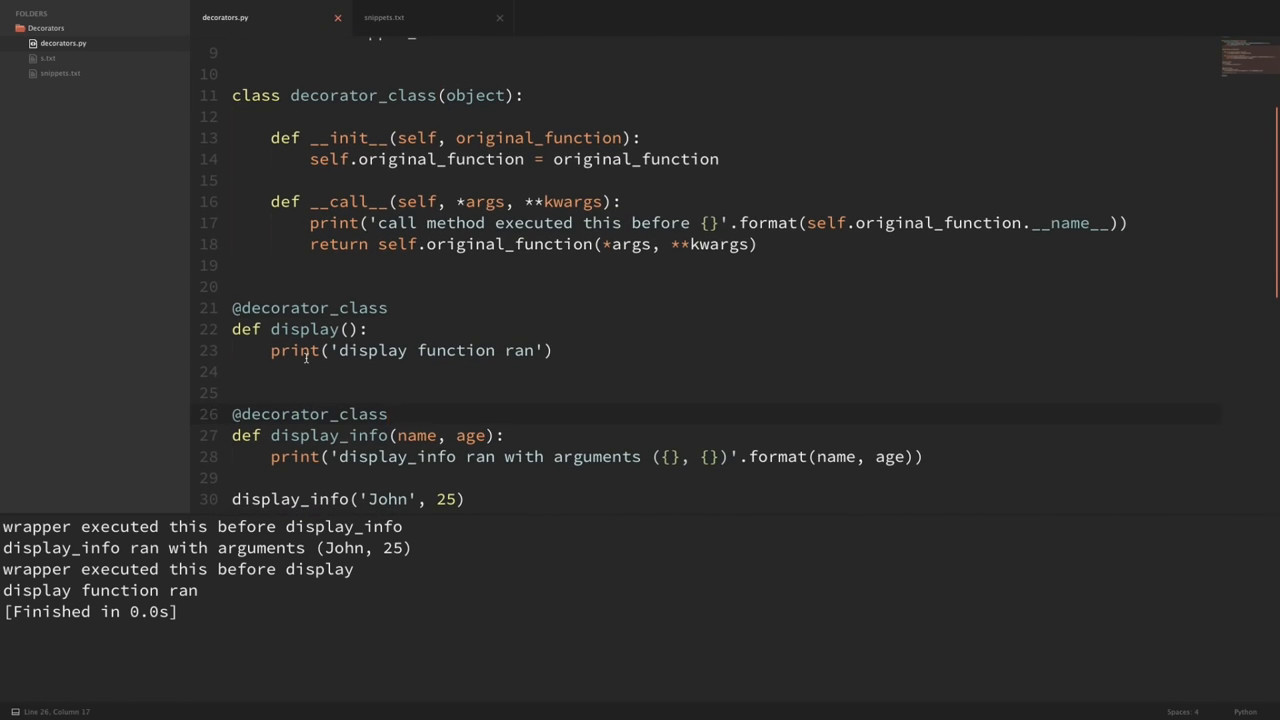 FOLDERS
Decorators
decorators.py
s.txt
snippets.txt
decorators.py
snippets.txt
9
10
11 class decorator_class(object):
12
13 def __init__(self, original_function):
14 self.original_function = original_function
15
16 def __call__(self, *args, **kwargs):
17 print('call method executed this before {}'.format(self.original_function.__name__))
18 return self.original_function(*args, **kwargs)
19
20
21 @decorator_class
22 def display():
23 print('display function ran')
24
25
26 @decorator_class
27 def display_info(name, age):
28 print('display_info ran with arguments ({}, {})'.format(name, age))
29
30 display_info('John', 25)
wrapper executed this before display_info
display_info ran with arguments (John, 25)
wrapper executed this before display
display function ran
[Finished in 0.0s]
Line 26, Column 17
Spaces: 4
Python